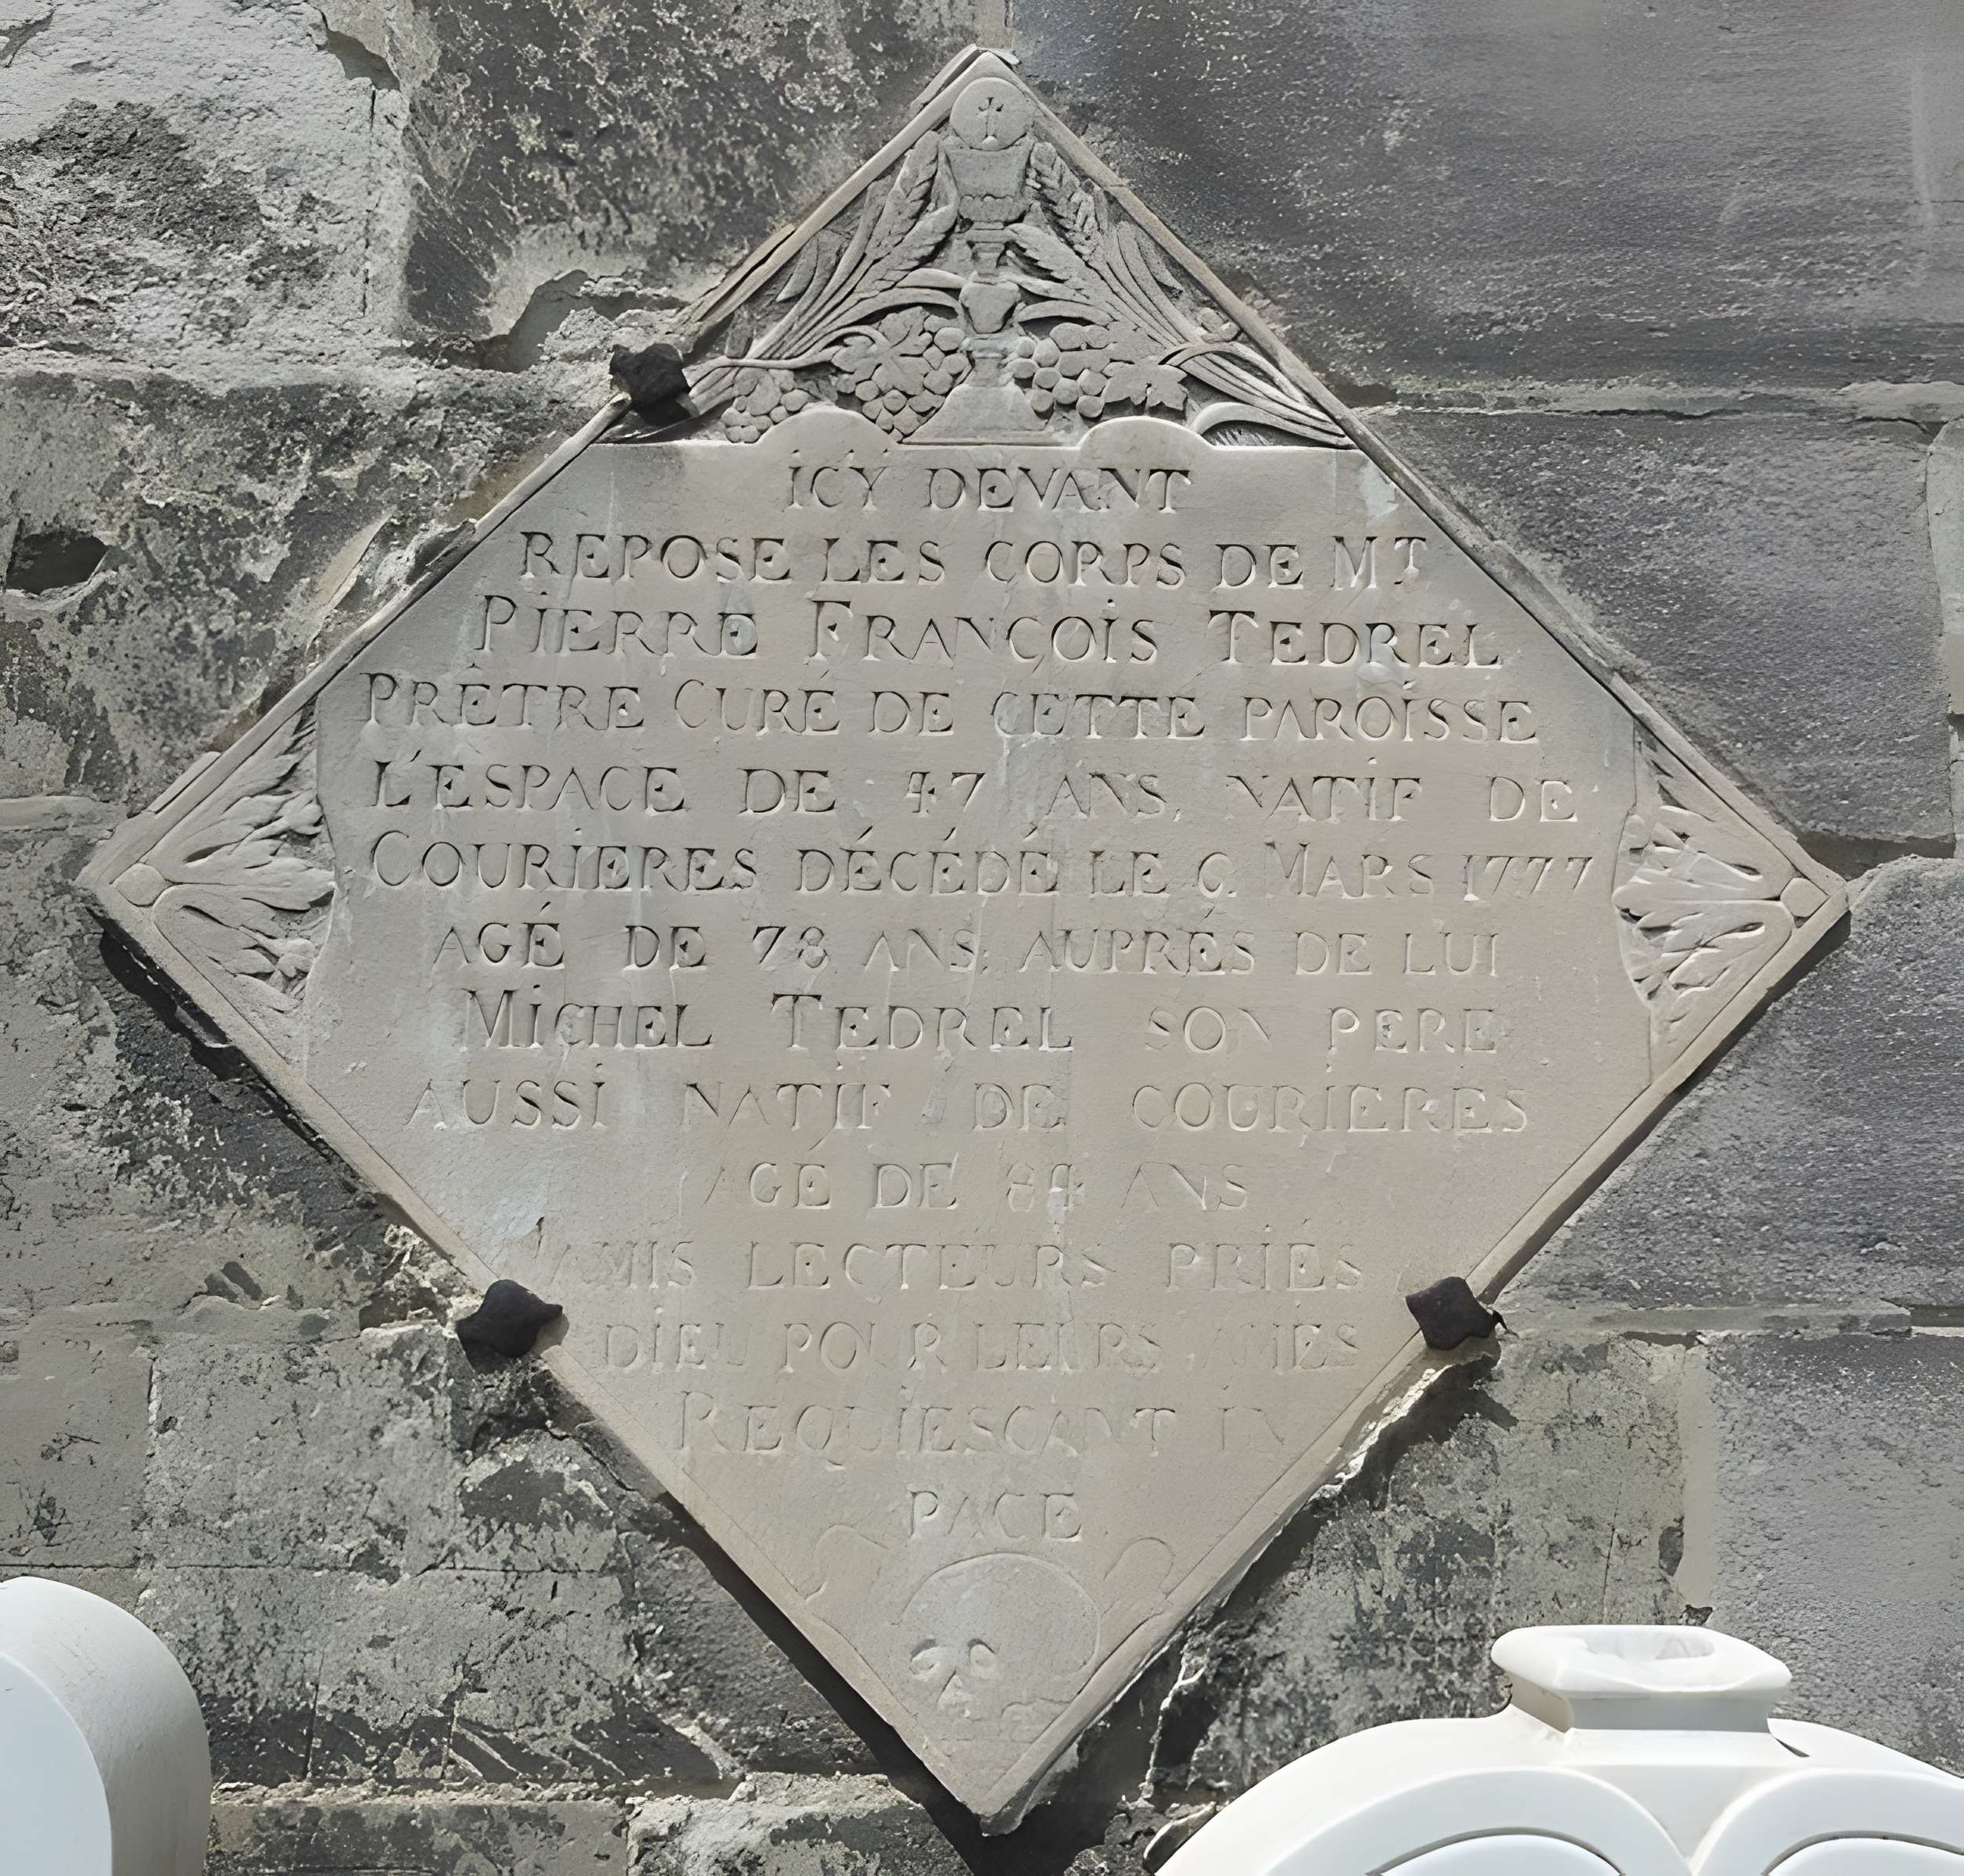 ICY DEVANT
REPOSE LES CORPS DE MT
PIERRE FRANÇOIS TEDREL
PRÊTRE CURÉ DE CETTE PAROISSE
L'ESPACE DE 47 ANS, NATIF DE
COURIERES DÉCÉDÉ LE MARS 1777
AGÉ DE 78 ANS, AUPRÉS DE LUI
MICHEL TEDREL SON PERE
AUSSI NATIF DE COURIERES
AGÉ DE 84 ANS
AMIS LECTEURS PRIÉS
DIEU POUR LEURS
REQUIESCANT IN
PACE